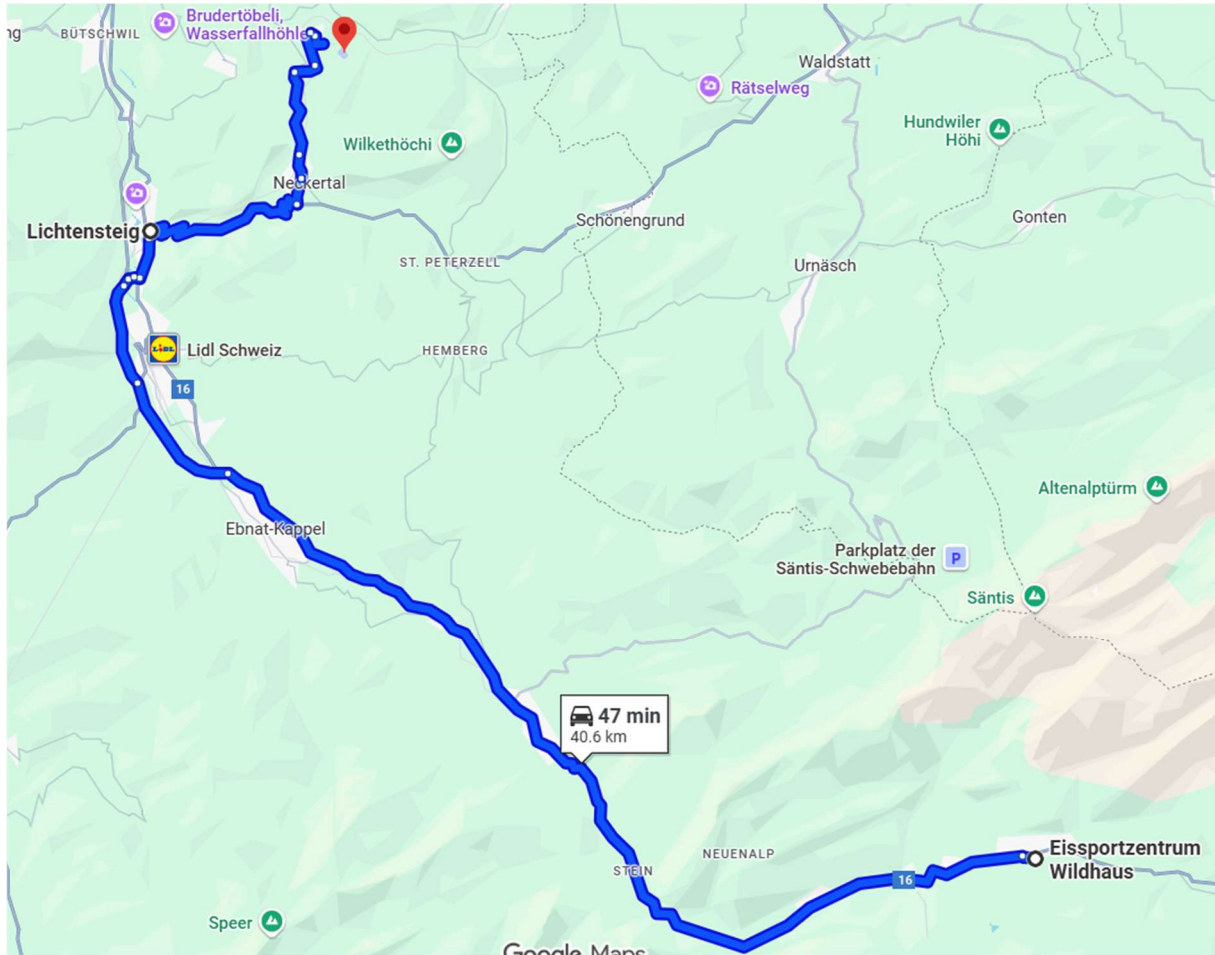 Brudertöbeli,
Wasserfallhöhle
ng
BÜTSCHWIL
Waldstatt
Rätselweg
Hundwiler
Höhi
Wilkethöchi
Neckertal
Gonten
Schönengrund
Lichtensteig
ST. PETERZELL
Urnäsch
Lidl Schweiz
HEMBERG
16
Altenalptürm
Ebnat-Kappel
Parkplatz der
Säntis-Schwebebahn
P
Säntis
47 min
40.6 km
Eissportzentrum
Wildhaus
NEUENALP
STEIN
16
Speer
Google Maps